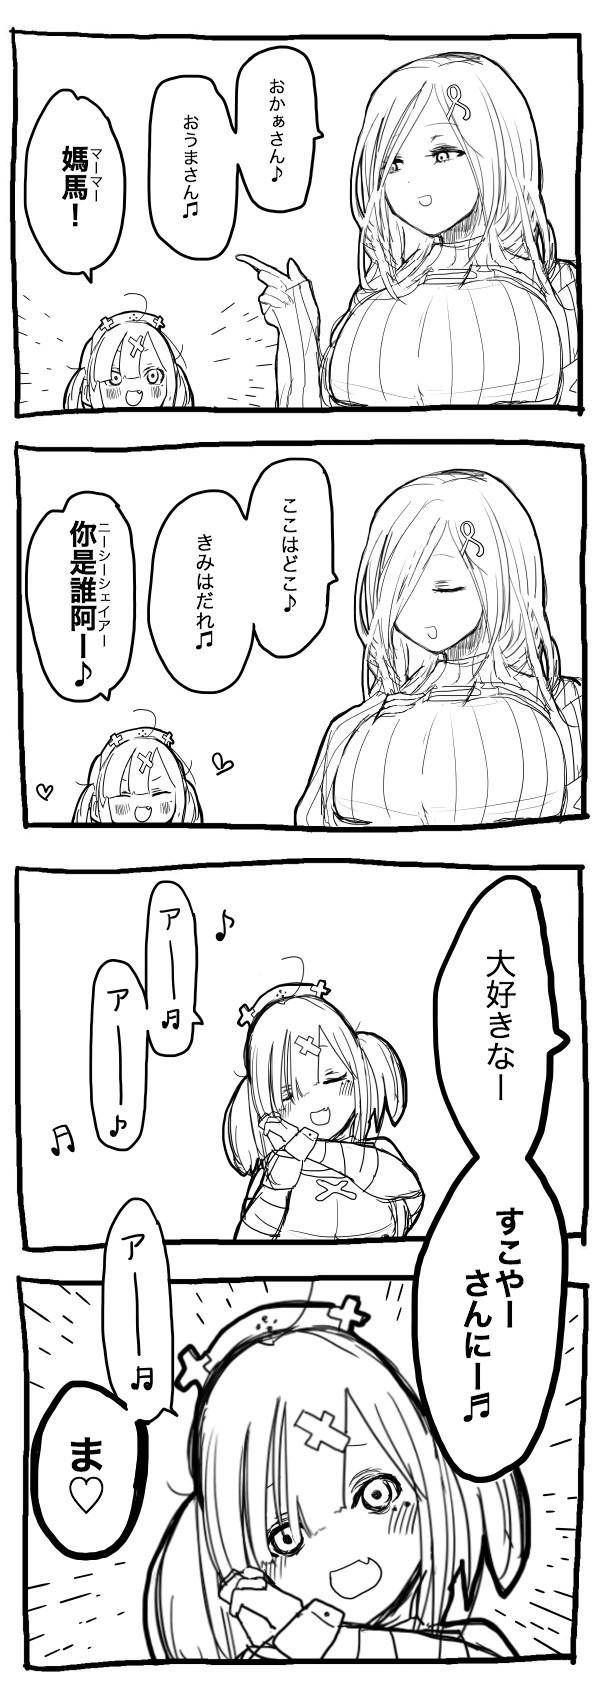 おかぁさん♪
おうまさん♫
媽馬！
マーマー
ここはどこ♪
きみはだれ♫
你是誰阿ー♪
ニーシーシェイアー
大好きなー
すこやー
さんにー♬
アーー♬
アーーー♪
♪
♬
アーーー♬
ま♡